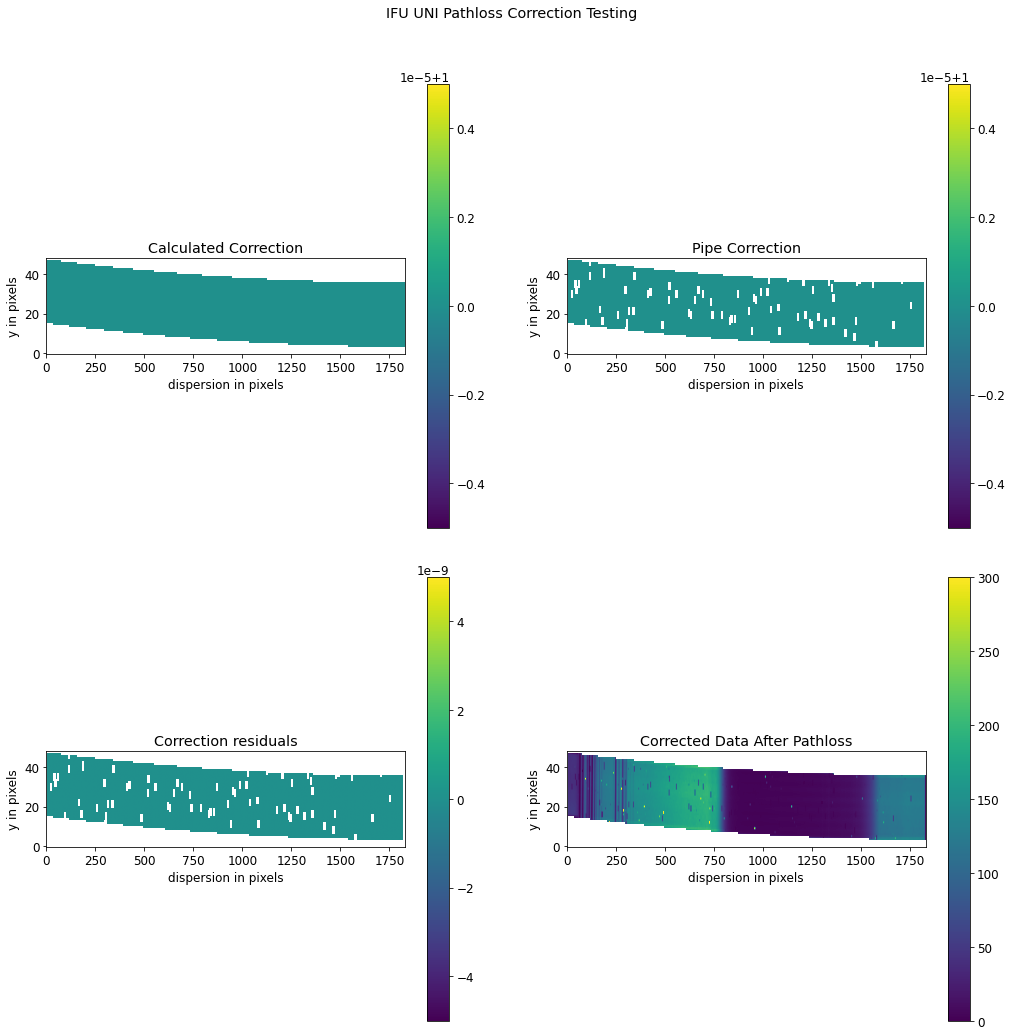 IFU UNI Pathloss Correction Testing
1e−5+1
1e−5+1
0.4
0.2
0.0
−0.2
−0.4
0.4
0.2
0.0
−0.2
−0.4
Calculated Correction
y in pixels
40
20
0
0 250 500 750 1000 1250 1500 1750
dispersion in pixels
Pipe Correction
y in pixels
40
20
0
0 250 500 750 1000 1250 1500 1750
dispersion in pixels
1e−9
4
2
0
−2
−4
Correction residuals
y in pixels
40
20
0
0 250 500 750 1000 1250 1500 1750
dispersion in pixels
Corrected Data After Pathloss
y in pixels
40
20
0
0 250 500 750 1000 1250 1500 1750
dispersion in pixels
300
250
200
150
100
50
0